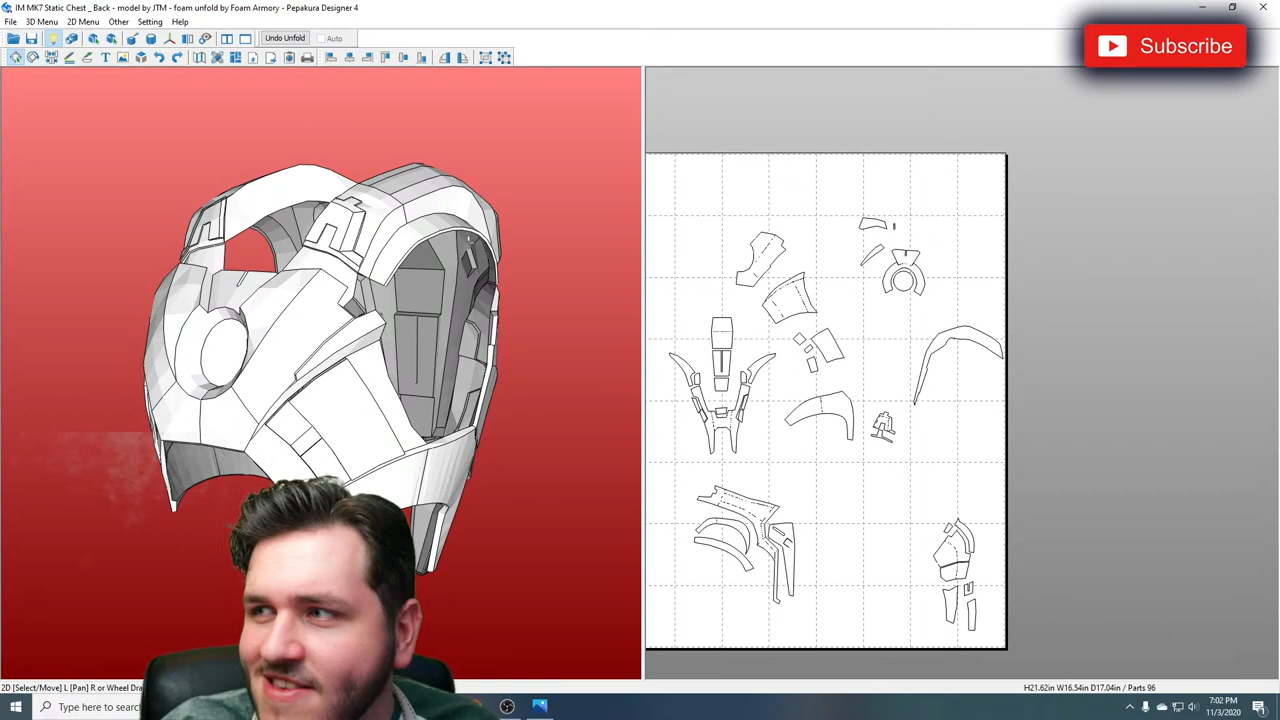 IM MK7 Static Chest _ Back - model by JTM - foam unfold by Foam Armory - Pepakura Designer 4
File 3D Menu 2D Menu Other Setting Help
Undo Unfold Auto
Subscribe
2D [Select/Move] L [Pan] R or Wheel Dra
H21.62in W16.54in D17.04in / Parts 96
Type here to search
7:02 PM
11/3/2020
1